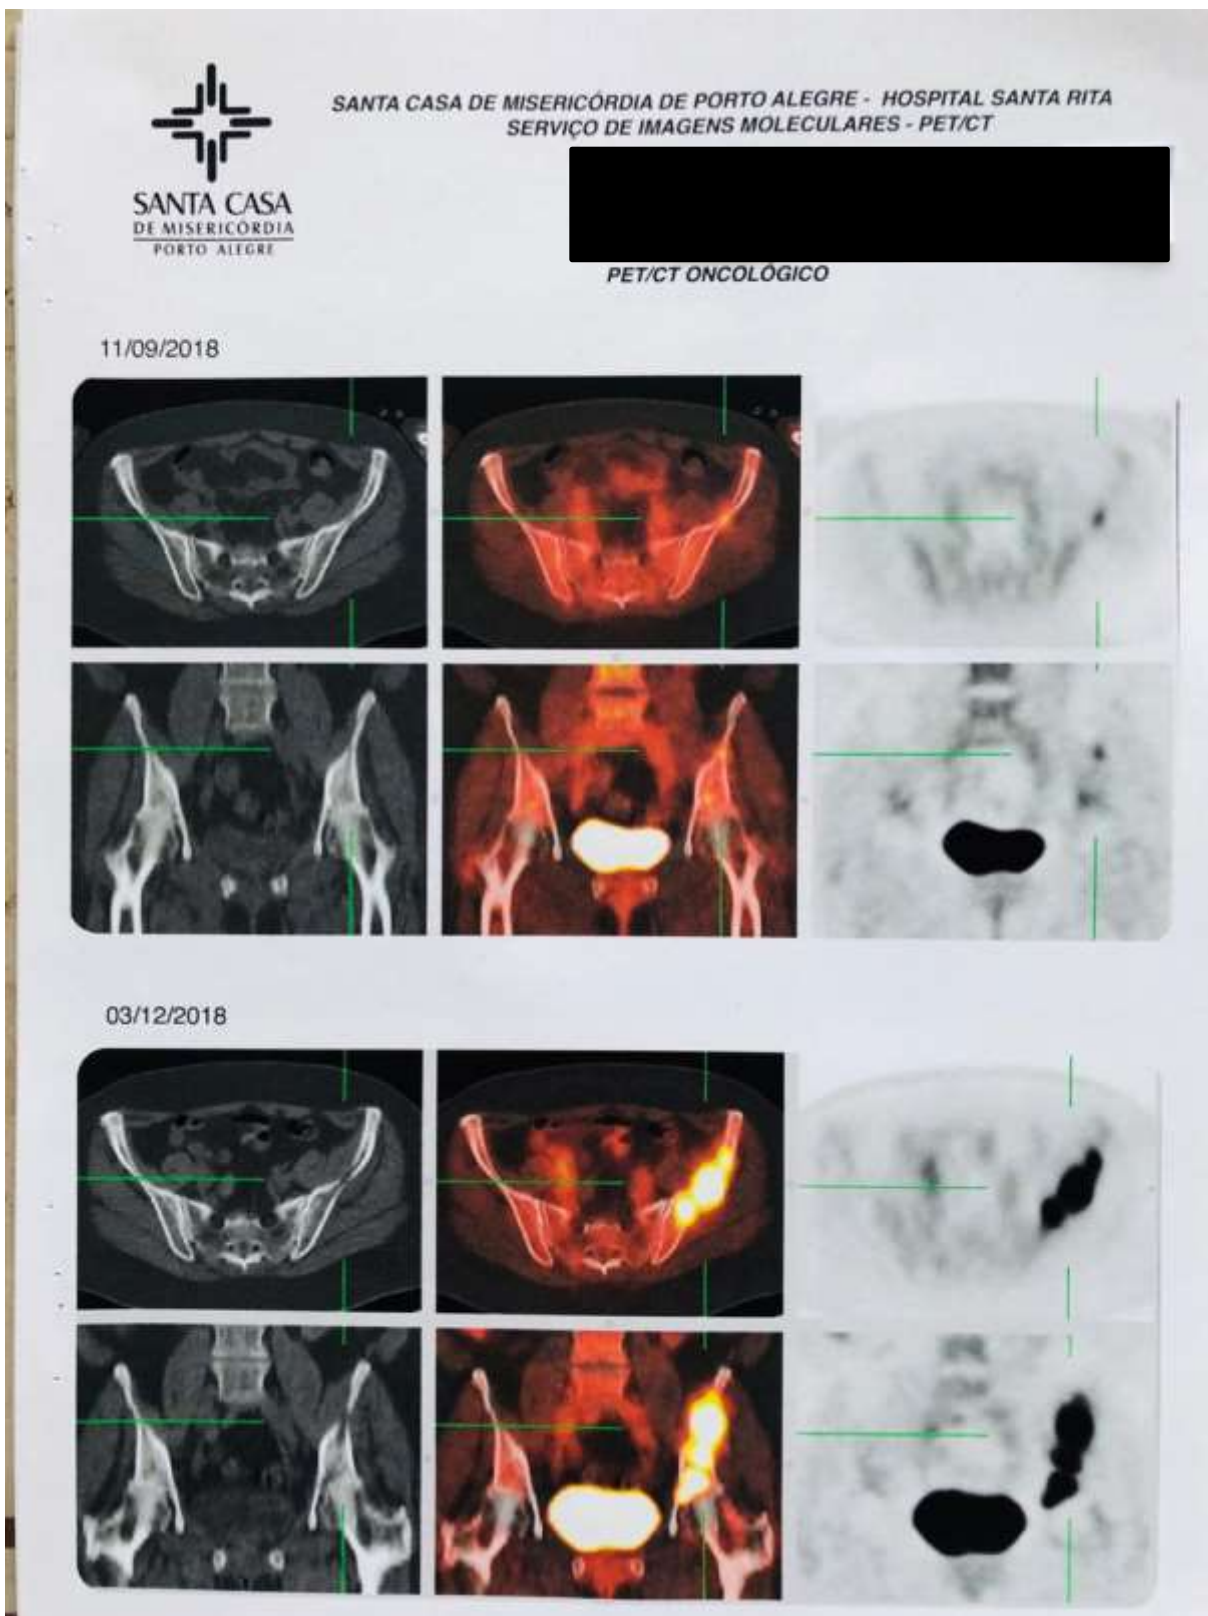 SANTA CASA DE MISERICÓRDIA DE PORTO ALEGRE - HOSPITAL SANTA RITA
SERVIÇO DE IMAGENS MOLECULARES - PET/CT
SANTA CASA
DE MISERICÓRDIA
PORTO ALEGRE
PET/CT ONCOLÓGICO
11/09/2018
03/12/2018